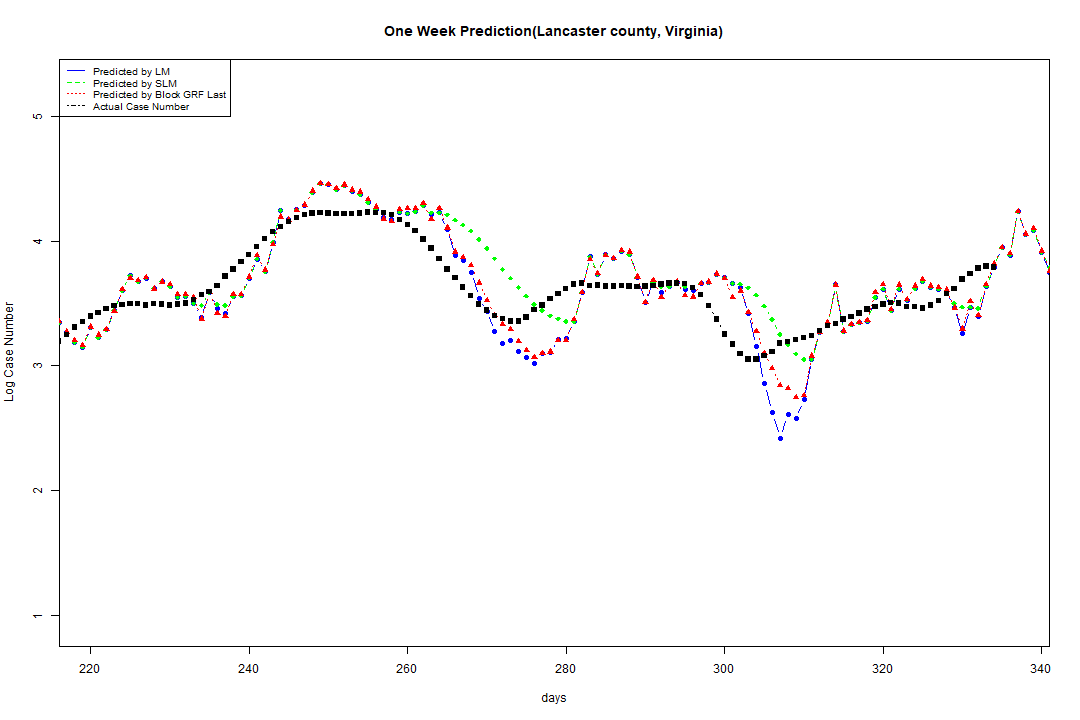 One Week Prediction(Lancaster county, Virginia)
Predicted by LM
Predicted by SLM
Predicted by Block GRF Last
Actual Case Number
5
4
3
2
1
Log Case Number
220 240 260 280 300 320 340
days